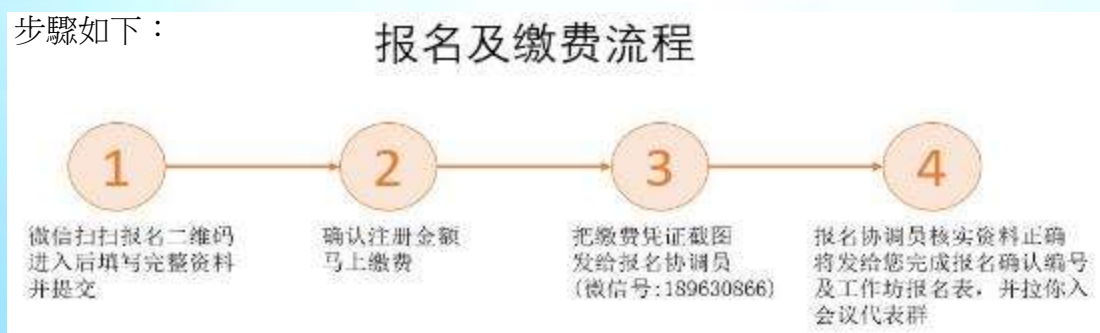 步驟如下：
报名及缴费流程
1
2
3
4
微信扫扫报名二维码
进入后填写完整资料
并提交
确认注册金额
马上缴费
把缴费凭证截图
发给报名协调员
(微信号:189630866)
报名协调员核实资料正确
将发给您完成报名确认编号
及工作坊报名表，并拉你入
会议代表群